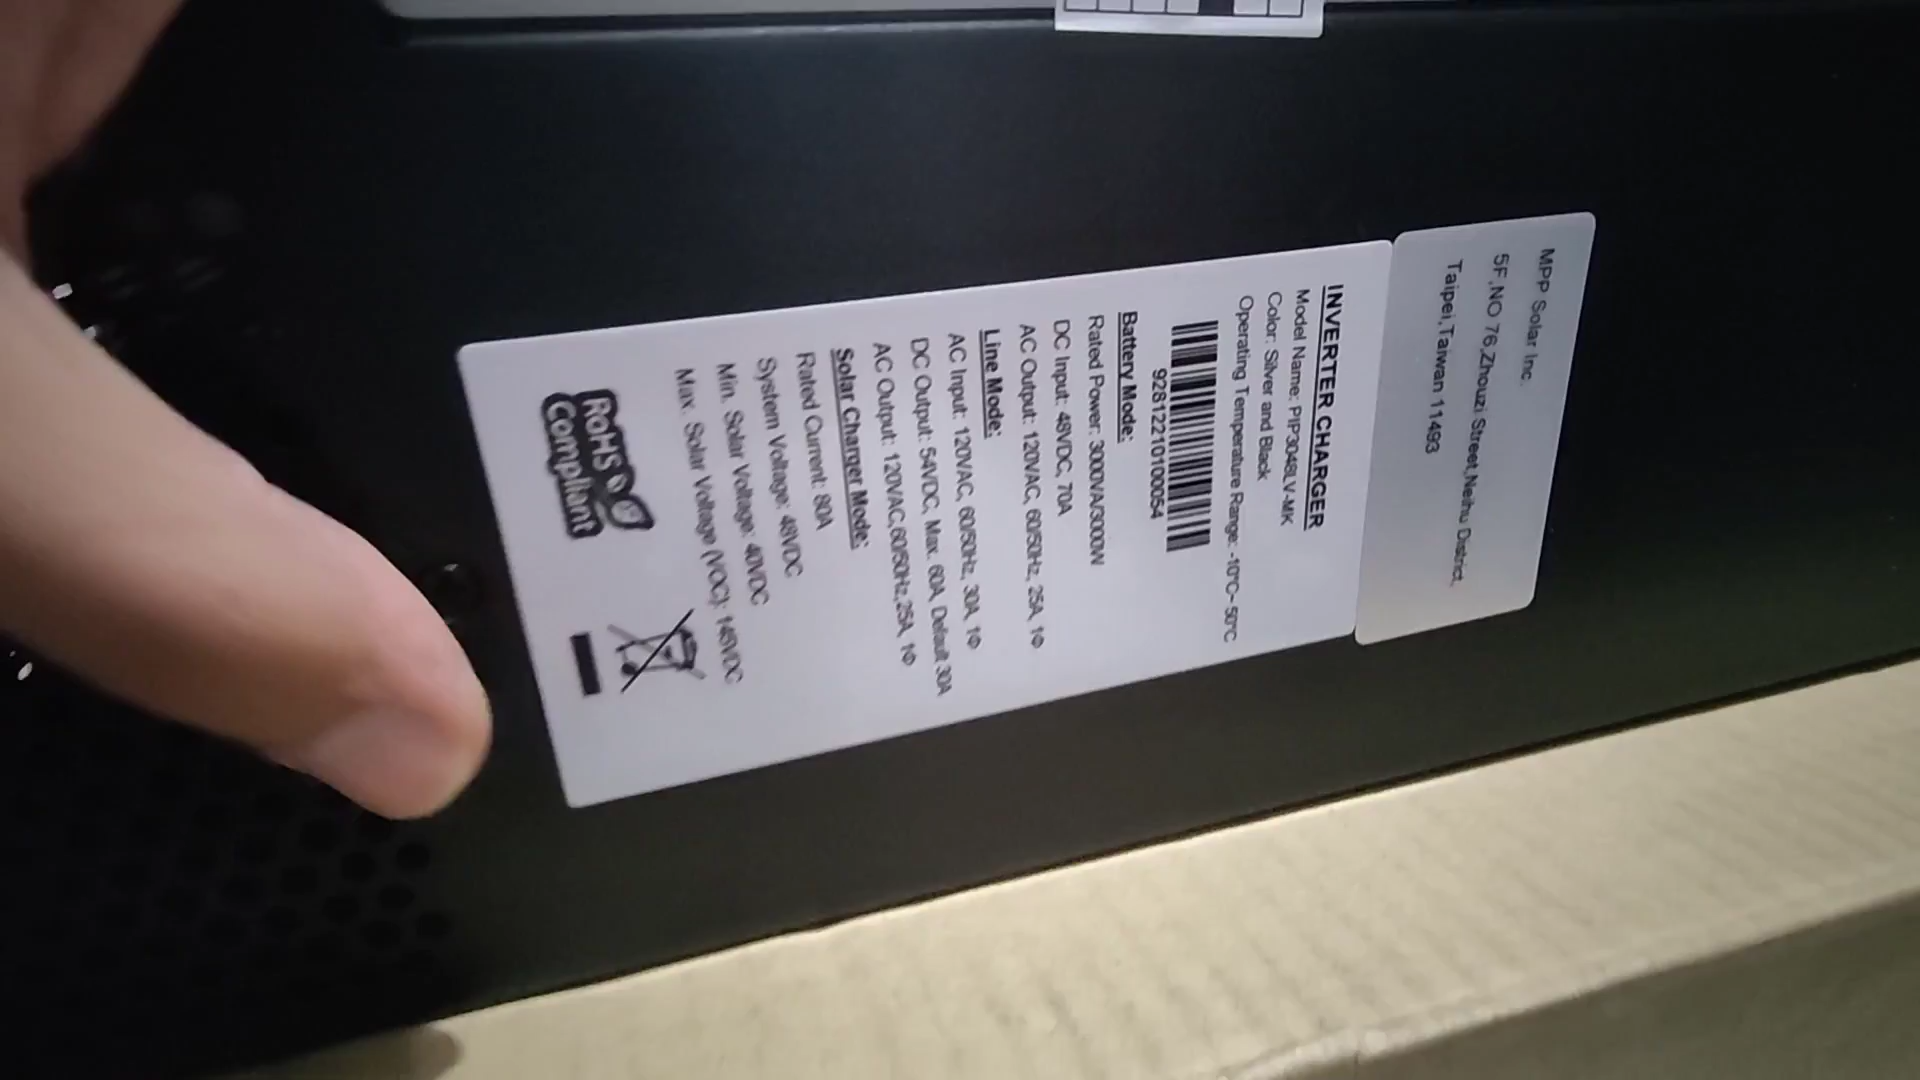 MPP Solar Inc.
5F.,NO 76,Zhouzi Street,Neihu District,
Taipei,Taiwan 11493
INVERTER CHARGER
Model Name: PIP3048LV-MK
Color: Silver and Black
Operating Temperature Range: -10°C~ 50°C
92812210100054
Battery Mode:
Rated Power: 3000VA/3000W
DC Input: 48VDC, 70A
AC Output: 120VAC, 60/50Hz, 25A, 1Φ
Line Mode:
AC Input: 120VAC, 60/50Hz, 30A, 1Φ
DC Output: 54VDC, Max. 60A, Default 30A
AC Output: 120VAC,60/50Hz,25A, 1Φ
Solar Charger Mode:
Rated Current: 80A
System Voltage: 48VDC
Min. Solar Voltage: 40VDC
Max. Solar Voltage (VOC): 145VDC
RoHS
Compliant